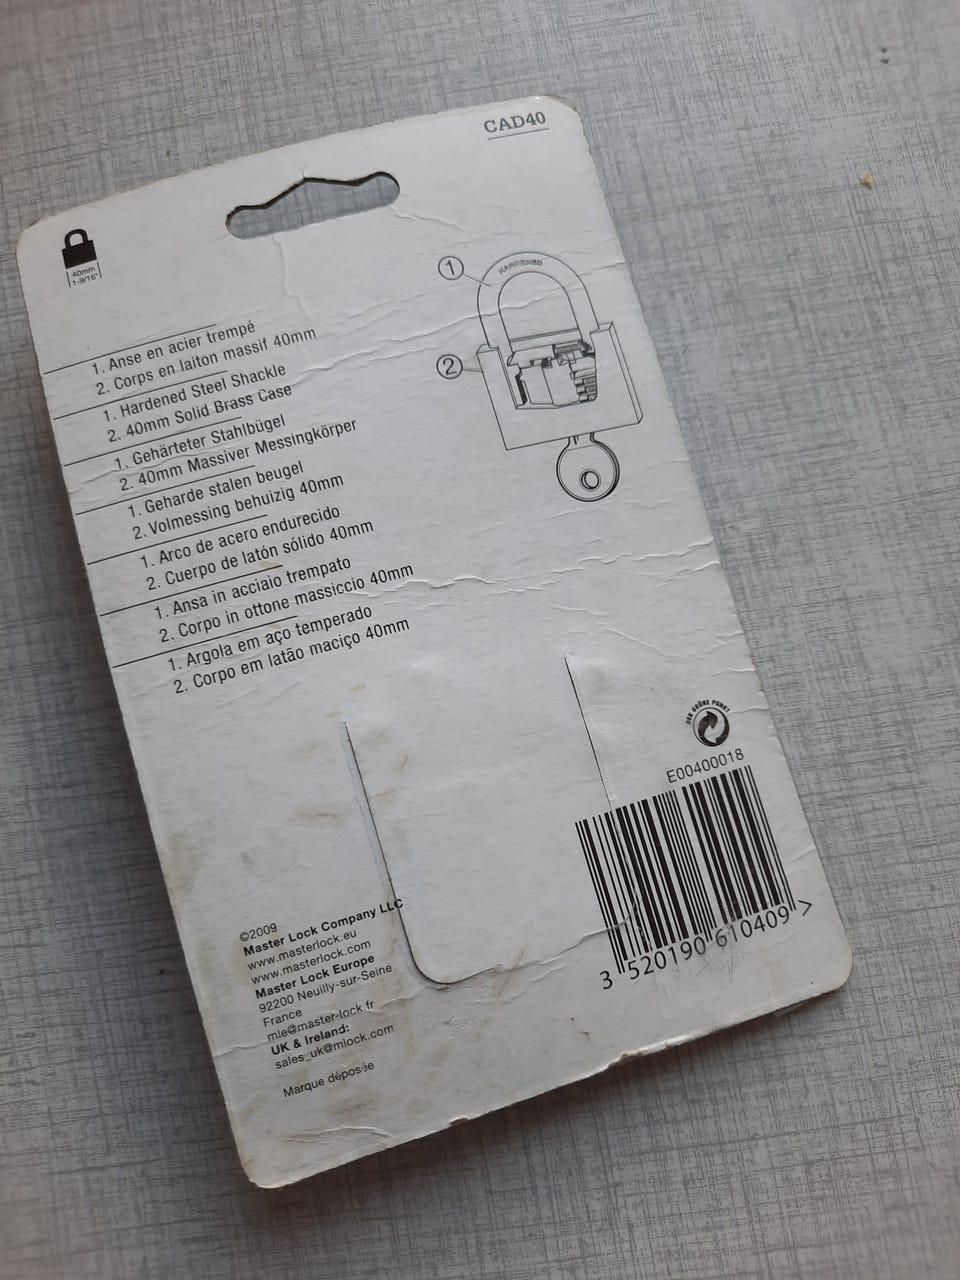 CAD40
40mm
1-9/16"
1
HARDENED
2
1. Anse en acier trempé
2. Corps en laiton massif 40mm
1. Hardened Steel Shackle
2. 40mm Solid Brass Case
1. Gehärteter Stahlbügel
2. 40mm Massiver Messingkörper
1. Geharde stalen beugel
2. Volmessing behuizig 40mm
1. Arco de acero endurecido
2. Cuerpo de latón sólido 40mm
1. Ansa in acciaio trempato
2. Corpo in ottone massiccio 40mm
1. Argola em aço temperado
2. Corpo em latão maciço 40mm
DER GRÜNE PUNKT
E00400018
3 520190 610409 >
©2009
Master Lock Company LLC
www.masterlock.eu
www.masterlock.com
Master Lock Europe
92200 Neuilly-sur-Seine
France
mle@master-lock.fr
UK & Ireland:
sales_uk@mlock.com
Marque déposée